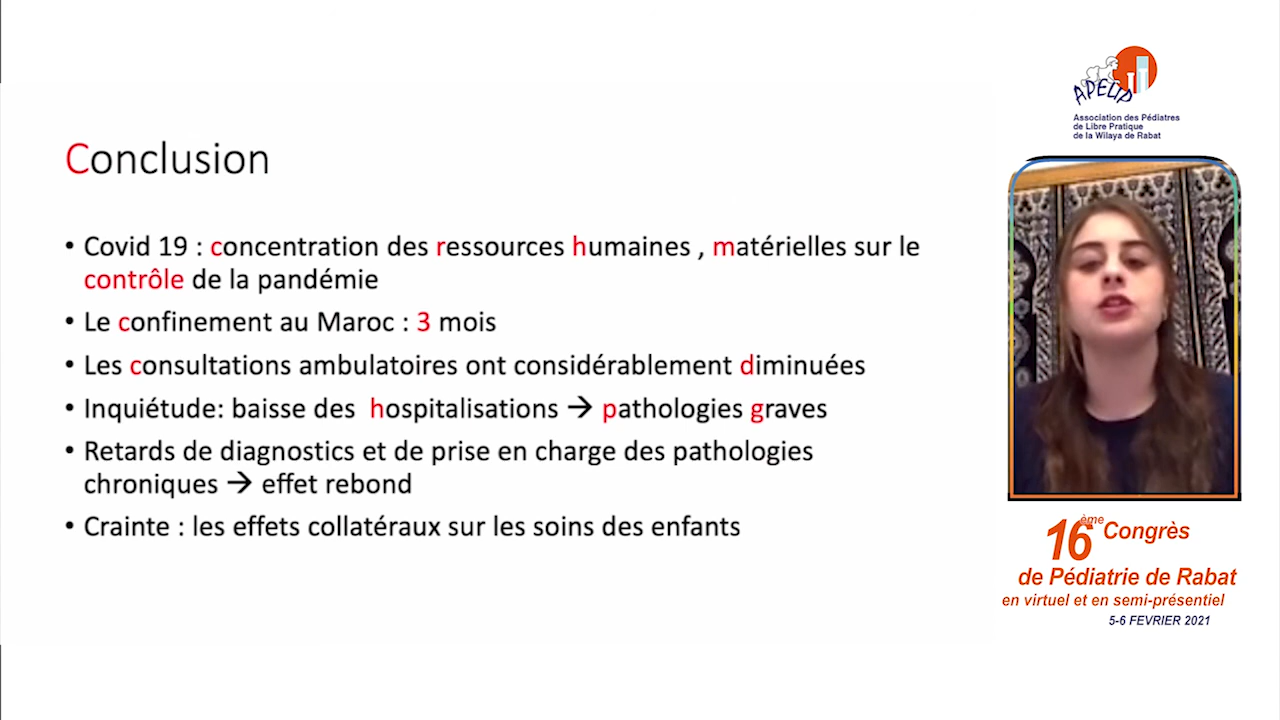 Conclusion
• Covid 19 : concentration des ressources humaines , matérielles sur le
contrôle de la pandémie
• Le confinement au Maroc : 3 mois
• Les consultations ambulatoires ont considérablement diminuées
• Inquiétude: baisse des hospitalisations → pathologies graves
• Retards de diagnostics et de prise en charge des pathologies
chroniques → effet rebond
• Crainte : les effets collatéraux sur les soins des enfants
APELIP
Association des Pédiatres
de Libre Pratique
de la Wilaya de Rabat
16ème Congrès
de Pédiatrie de Rabat
en virtuel et en semi-présentiel
5-6 FEVRIER 2021